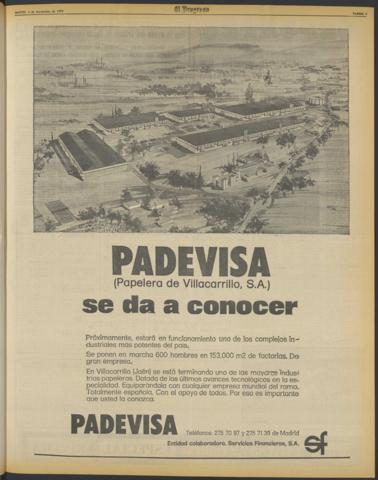 El Progreso
PADEVISA
(Papelera de Villacarrillo, S.A.)
se da a conocer
Próximamente, estará en funcionamiento uno de los complejos in-
dustriales más potentes del país.
Se ponen en marcha 600 hombres en 153.000 m2 de factorías. De
gran empresa.
En Villacarrillo (Jaén) se está terminando una de las mayores indus-
trias papeleras. Dotada de los últimos avances tecnológicos en la es-
pecialidad. Equiparándola con cualquier empresa mundial del ramo.
Totalmente española. Con el apoyo de todos. Por eso es importante
que usted la conozca.
PADEVISA Teléfonos: 275 70 97 y 275 71 39 de Madrid
Entidad colaboradora. Servicios Financieros, S.A.
sf